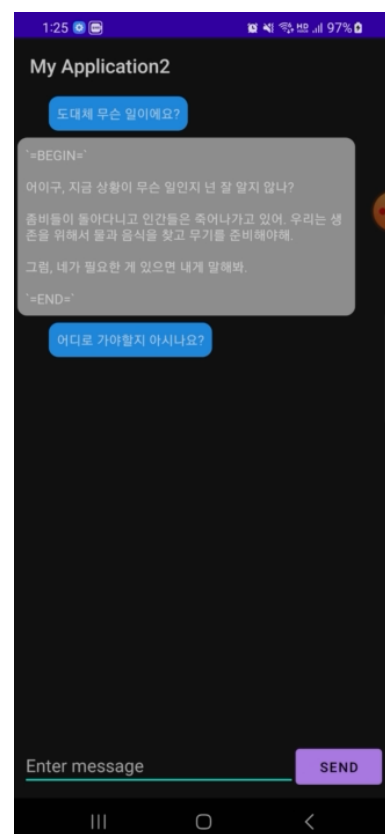 1:25
97%
My Application2
도대체 무슨 일이에요?
`=BEGIN=`
어이구, 지금 상황이 무슨 일인지 넌 잘 알지 않나?
좀비들이 돌아다니고 인간들은 죽어나가고 있어. 우리는 생
존을 위해서 물과 음식을 찾고 무기를 준비해야해.
그럼, 네가 필요한 게 있으면 내게 말해봐.
`=END=`
어디로 가야할지 아시나요?
Enter message
SEND